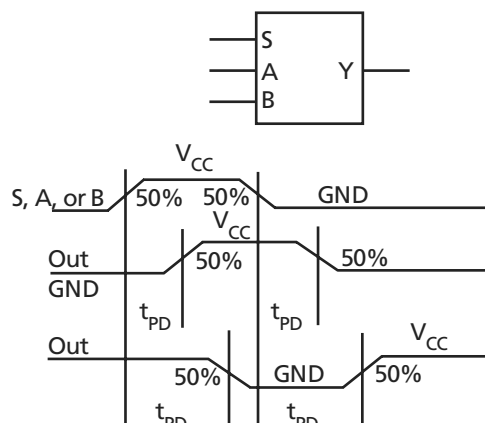 S
A Y
B
V_CC
S, A, or B 50% 50% GND
V_CC
Out 50% 50%
GND
t_PD t_PD
Out V_CC
50% GND 50%
t_PD t_PD